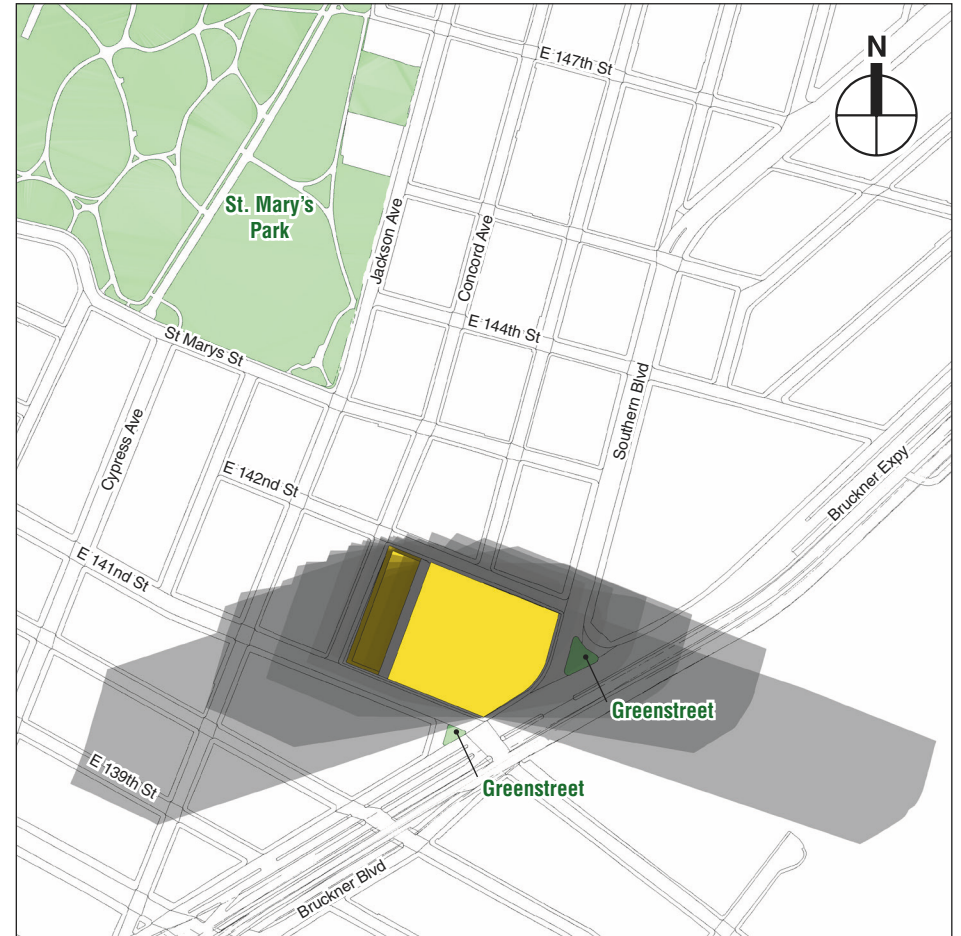 E 147th St
N
St. Mary's
Park
Jackson Ave
Concord Ave
E 144th St
St Marys St
Southern Blvd
Cypress Ave
Bruckner Expy
E 142nd St
E 141nd St
Greenstreet
Greenstreet
E 139th St
Bruckner Blvd